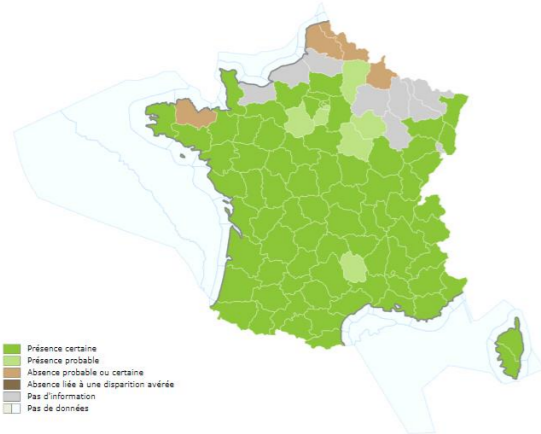 Présence certaine
Présence probable
Absence probable ou certaine
Absence liée à une disparition avérée
Pas d'information
Pas de données